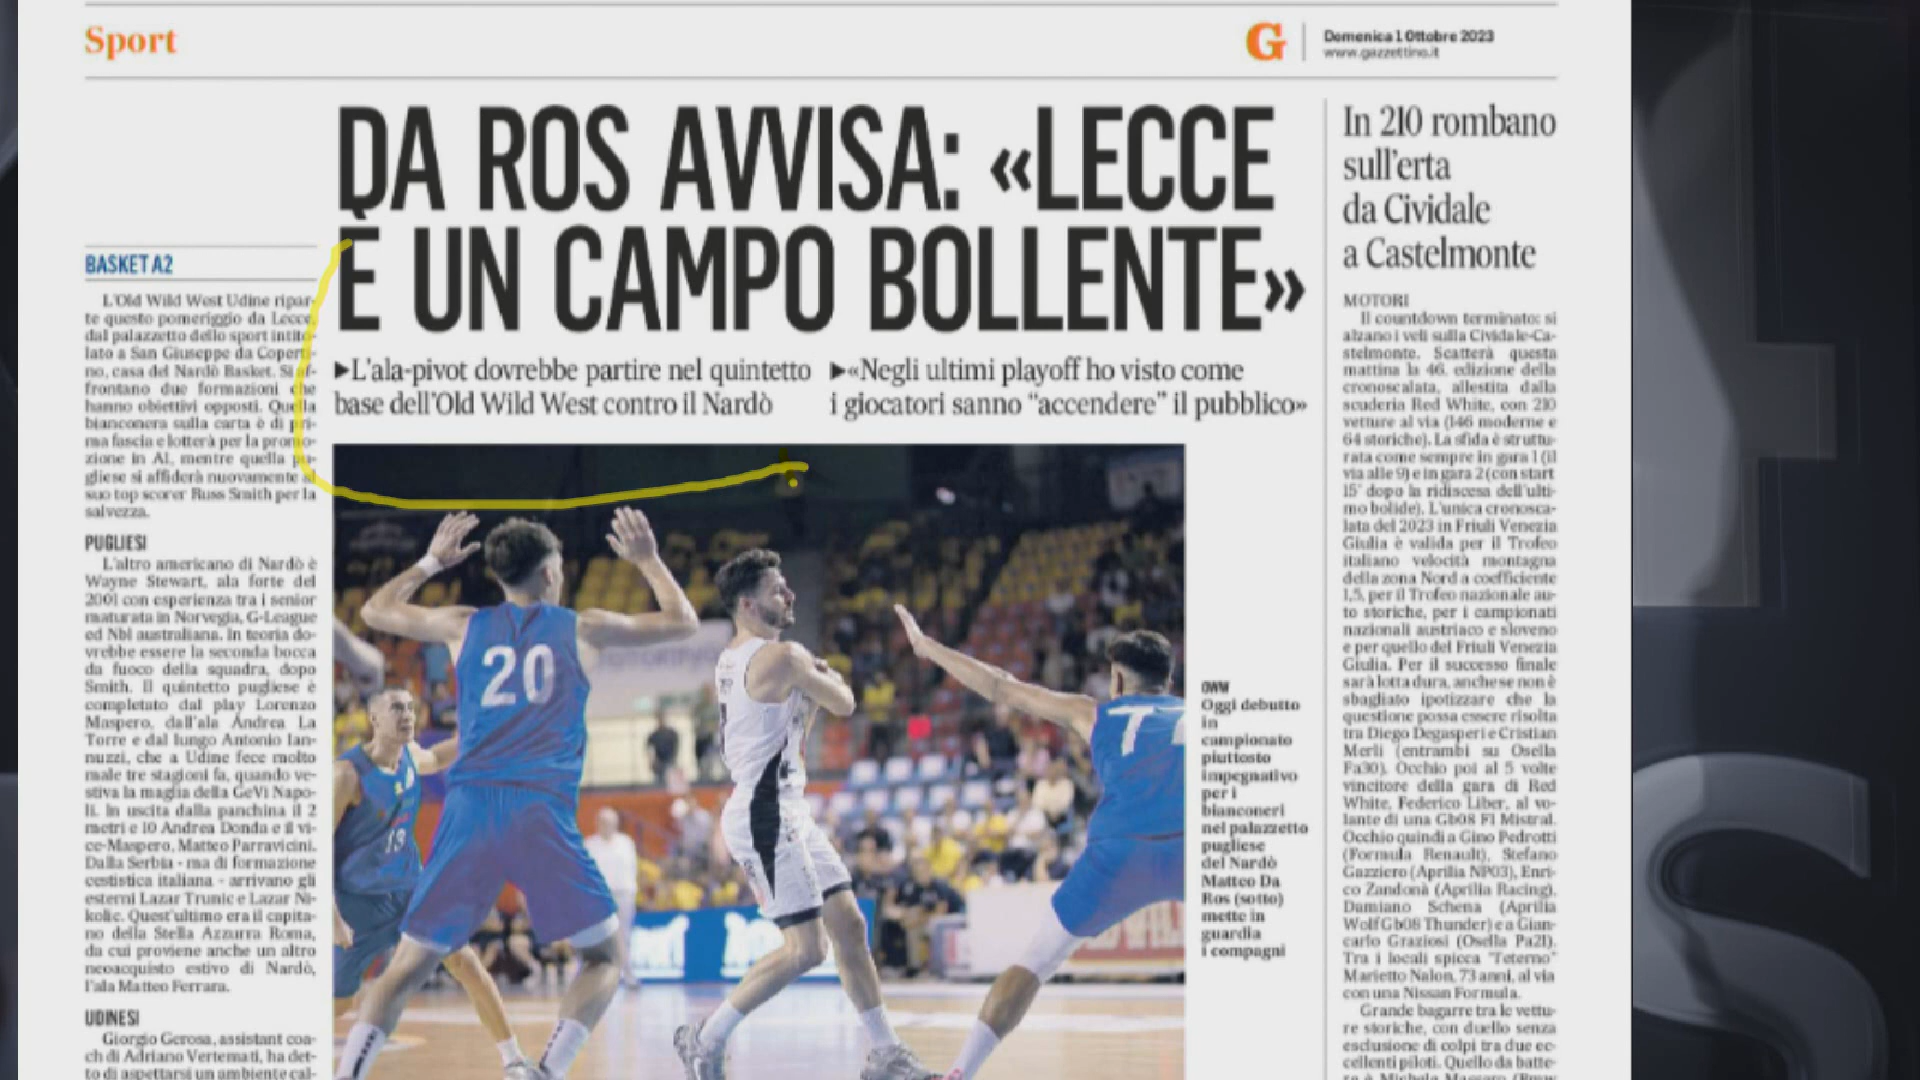 Sport
G
Domenica 1 Ottobre 2023
www.gazzettino.it
DA ROS AVVISA: «LECCE
È UN CAMPO BOLLENTE»
▶L'ala-pivot dovrebbe partire nel quintetto
base dell'Old Wild West contro il Nardò
▶«Negli ultimi playoff ho visto come
i giocatori sanno "accendere" il pubblico»
BASKET A2
L'Old Wild West Udine ripar-
te questo pomeriggio da Lecce,
dal palazzetto dello sport intito-
lato a San Giuseppe da Coperti-
no, casa del Nardò Basket. Si af-
frontano due formazioni che
hanno obiettivi opposti. Quella
bianconera sulla carta è di pri-
ma fascia e lotterà per la promo-
zione in A1, mentre quella pu-
gliese si affiderà nuovamente al
suo top scorer Russ Smith per la
salvezza.
PUGLIESI
L'altro americano di Nardò è
Wayne Stewart, ala forte del
2001 con esperienza tra i senior
maturata in Norvegia, G-League
ed Nbl australiana. In teoria do-
vrebbe essere la seconda bocca
da fuoco della squadra, dopo
Smith. Il quintetto pugliese è
completato dal play Lorenzo
Maspero, dall'ala Andrea La
Torre e dal lungo Antonio Ian-
nuzzi, che a Udine fece molto
male tre stagioni fa, quando ve-
stiva la maglia della GeVi Napo-
li. In uscita dalla panchina il 2
metri e 10 Andrea Donda e il vi-
ce-Maspero, Matteo Parravicini.
Dalla Serbia - ma di formazione
cestistica italiana - arrivano gli
esterni Lazar Trunic e Lazar Ni-
kolic. Quest'ultimo era il capita-
no della Stella Azzurra Roma,
da cui proviene anche un altro
neoacquisto estivo di Nardò,
l'ala Matteo Ferrara.
UDINESI
Giorgio Gerosa, assistant coa-
ch di Adriano Vertemati, ha det-
to di aspettarsi un ambiente cal-
20
13
77
OWW
Oggi debutto
in
campionato
piuttosto
impegnativo
per i
bianconeri
nel palazzetto
pugliese
del Nardò
Matteo Da
Ros (sotto)
mette in
guardia
i compagni
In 210 rombano
sull'erta
da Cividale
a Castelmonte
MOTORI
Il countdown terminato: si
alzano i veli sulla Cividale-Ca-
stelmonte. Scatterà questa
mattina la 46. edizione della
cronoscalata, allestita dalla
scuderia Red White, con 210
vetture al via (146 moderne e
64 storiche). La sfida è struttu-
rata come sempre in gara 1 (il
via alle 9) e in gara 2 (con start
15' dopo la ridiscesa dell'ulti-
mo bolide). L'unica cronosca-
lata del 2023 in Friuli Venezia
Giulia è valida per il Trofeo
italiano velocità montagna
della zona Nord a coefficiente
1,5, per il Trofeo nazionale au-
to storiche, per i campionati
nazionali austriaco e sloveno
e per quello del Friuli Venezia
Giulia. Per il successo finale
sarà lotta dura, anche se non è
sbagliato ipotizzare che la
questione possa essere risolta
tra Diego Degasperi e Cristian
Merli (entrambi su Osella
Fa30). Occhio poi al 5 volte
vincitore della gara di Red
White, Federico Liber, al vo-
lante di una Gb08 F1 Mistral.
Occhio quindi a Gino Pedrotti
(Formula Renault), Stefano
Gazziero (Aprilia NP03), Enri-
co Zandonà (Aprilia Racing),
Damiano Schena (Aprilia
Wolf Gb08 Thunder) e a Gian-
carlo Graziosi (Osella Pa21).
Tra i locali spicca "l'eterno"
Marietto Nalon, 73 anni, al via
con una Nissan Formula.
Grande bagarre tra le vettu-
re storiche, con duello senza
esclusione di colpi tra due ec-
cellenti piloti. Quello da batte-
S